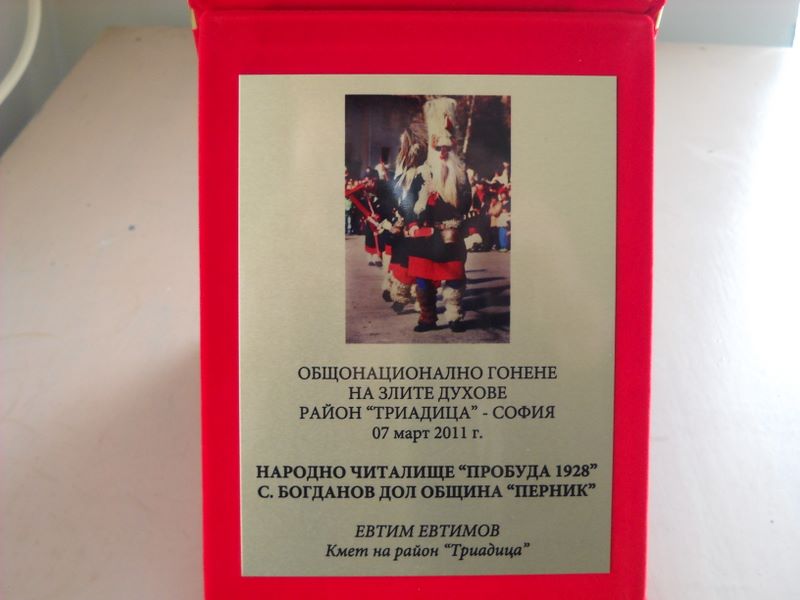 ОБЩОНАЦИОНАЛНО ГОНЕНЕ
НА ЗЛИТЕ ДУХОВЕ
РАЙОН “ТРИАДИЦА” - СОФИЯ
07 март 2011 г.
НАРОДНО ЧИТАЛИЩЕ “ПРОБУДА 1928”
С. БОГДАНОВ ДОЛ ОБЩИНА “ПЕРНИК”
ЕВТИМ ЕВТИМОВ
Кмет на район “Триадица”